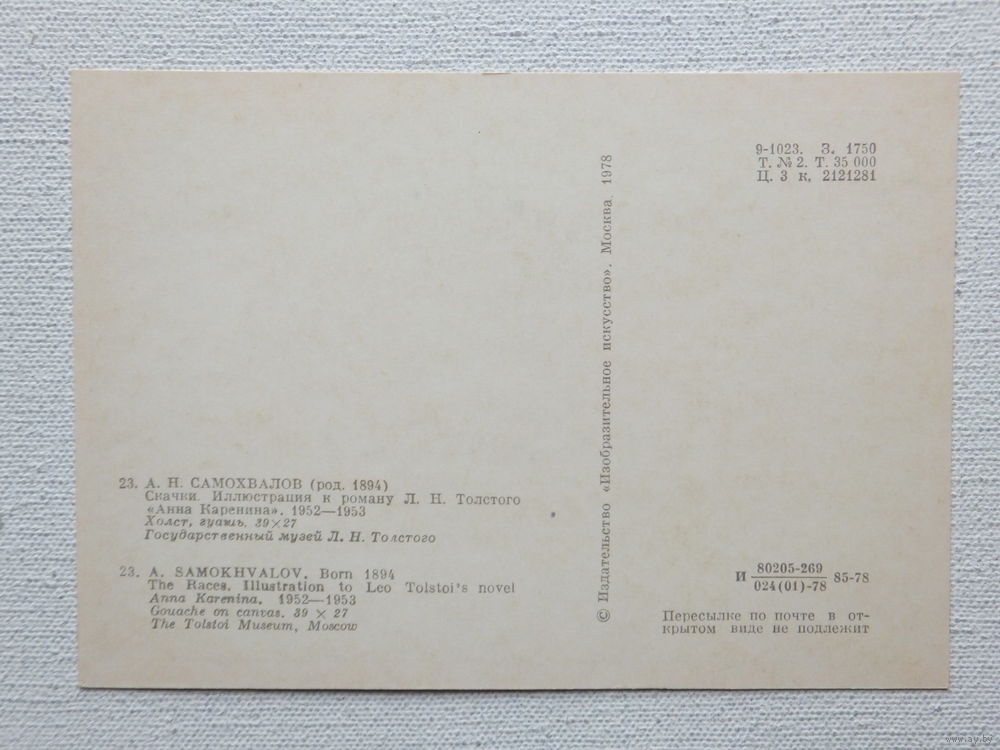 23. А. Н. САМОХВАЛОВ (род. 1894)
Скачки. Иллюстрация к роману Л. Н. Толстого
«Анна Каренина». 1952—1953
Холст, гуашь. 39×27
Государственный музей Л. Н. Толстого
23. A. SAMOKHVALOV. Born 1894
The Races. Illustration to Leo Tolstoi's novel
Anna Karenina. 1952—1953
Gouache on canvas. 39 × 27
The Tolstoi Museum, Moscow
© Издательство «Изобразительное искусство». Москва. 1978
9-1023. З. 1750
Т. № 2. Т. 35 000
Ц. 3 к. 2121281
И 80205-269 85-78
024(01)-78
Пересылке по почте в от-
крытом виде не подлежит
www.ay.by